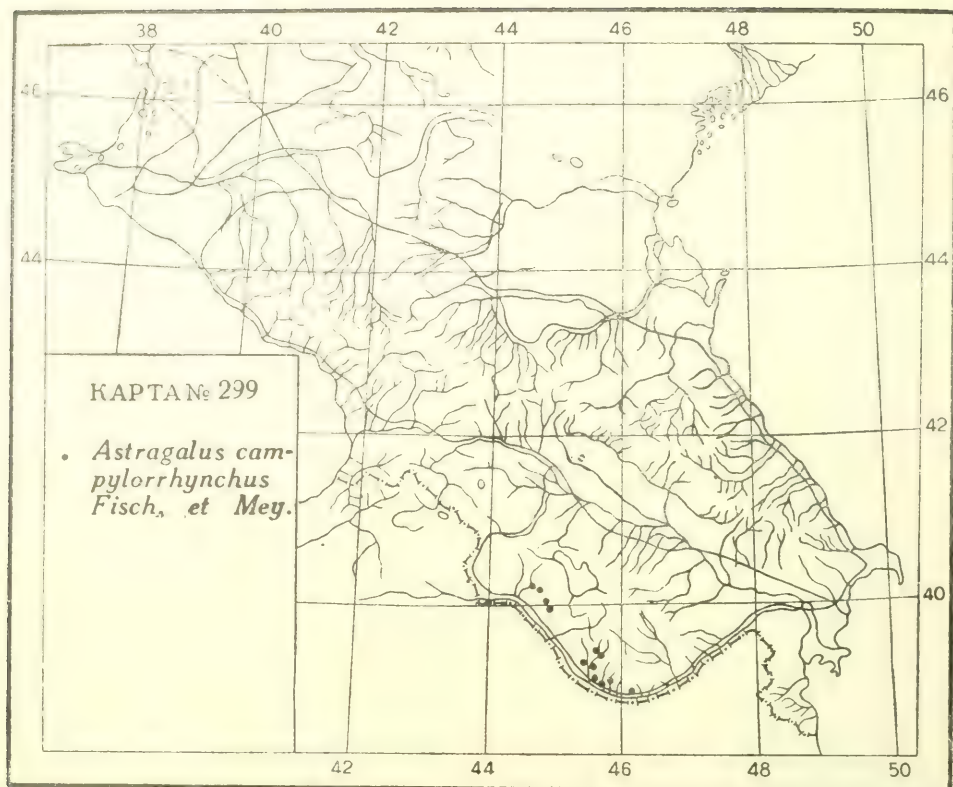 38 40 42 44 46 48 50
46 46
44 44
КАРТА № 299
Astragalus cam-
pylorrhynchus
Fisch, et Mey.
42
40
42 44 46 48 50